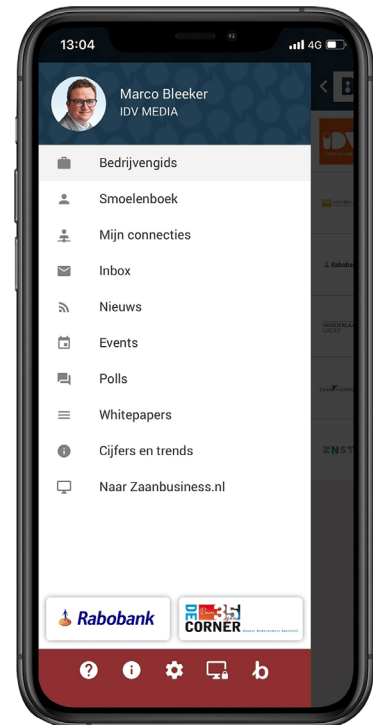 13:04
4G
Marco Bleeker
IDV MEDIA
Bedrijvengids
Smoelenboek
Mijn connecties
Inbox
Nieuws
Events
Polls
Whitepapers
Cijfers en trends
Naar Zaanbusiness.nl
Rabobank
DE
35
CORNER